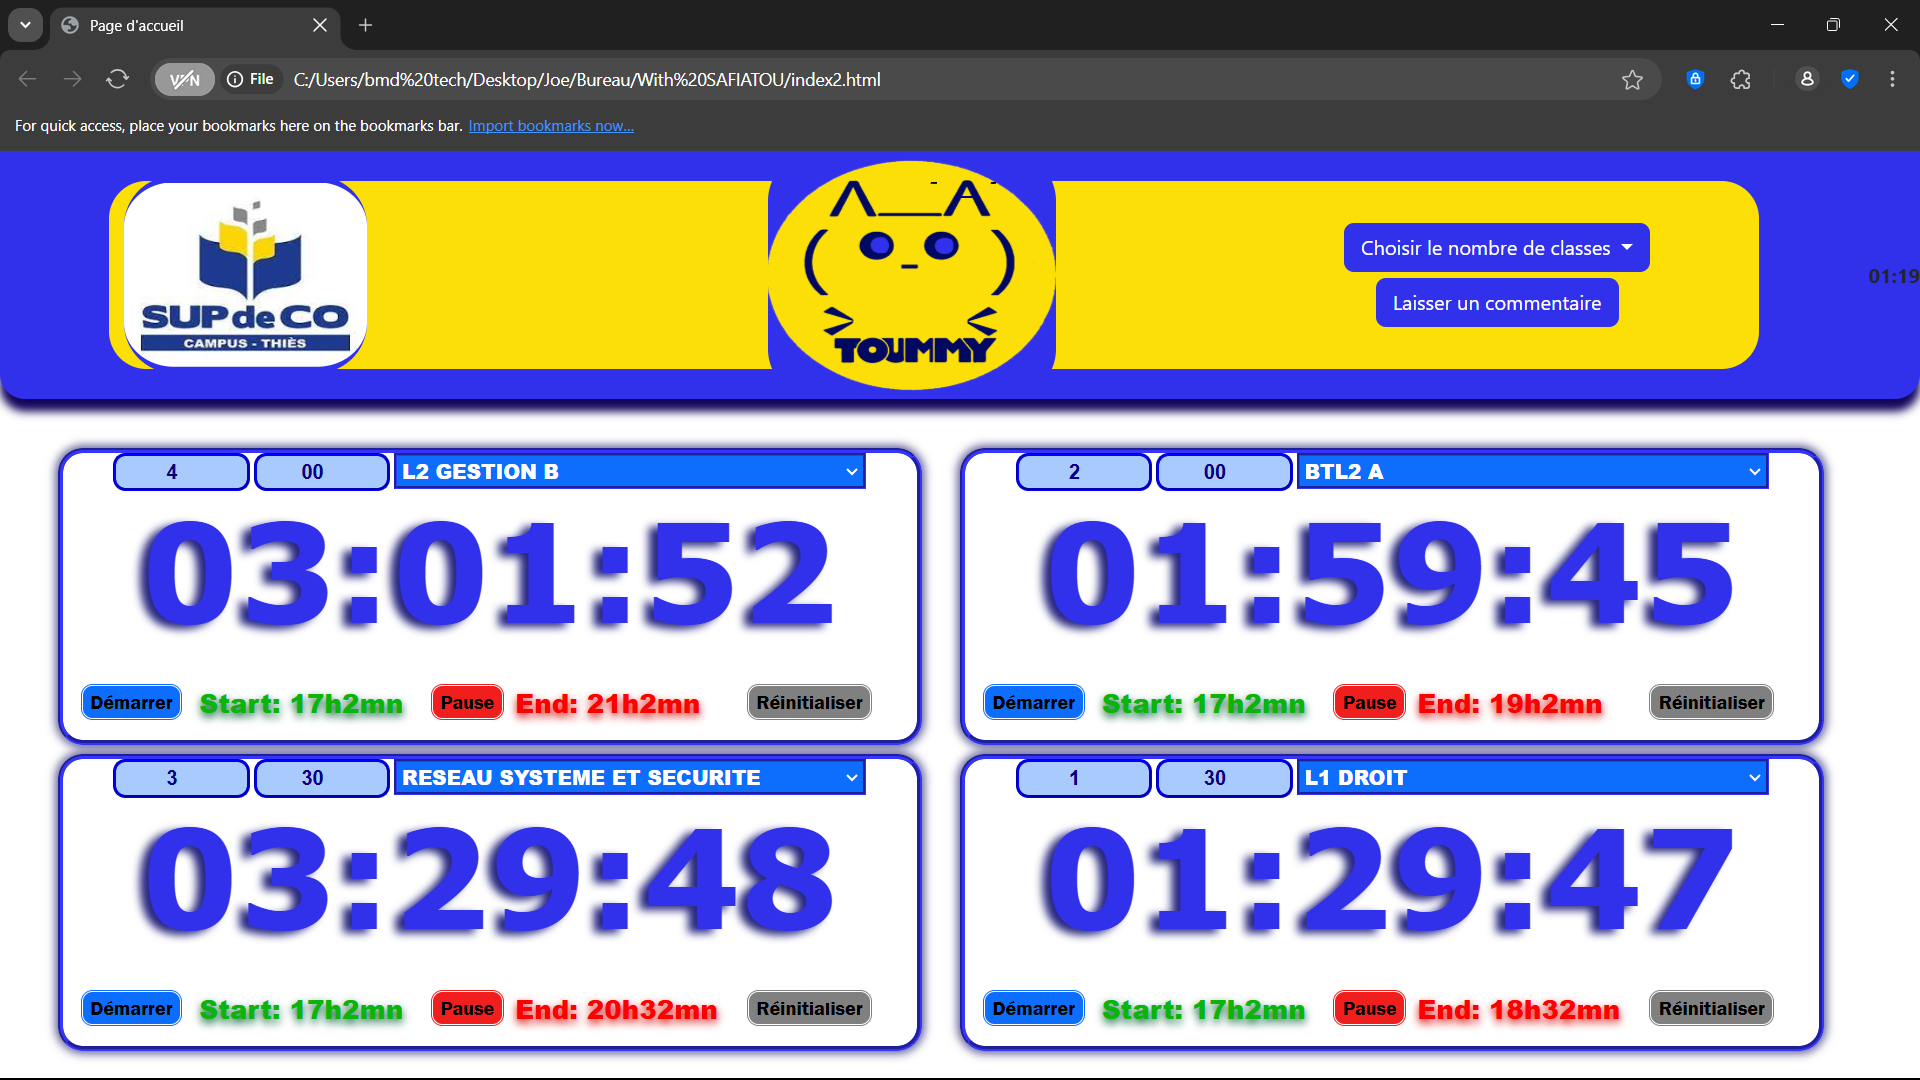 Page d'accueil
VPN
File
C:/Users/bmd%20tech/Desktop/Joe/Bureau/With%20SAFIATOU/index2.html
For quick access, place your bookmarks here on the bookmarks bar. Import bookmarks now...
SUP de CO
CAMPUS - THIÈS
TOUMMY
Choisir le nombre de classes
Laisser un commentaire
01:19
4 00 L2 GESTION B
03:01:52
Démarrer Start: 17h2mn Pause End: 21h2mn Réinitialiser
2 00 BTL2 A
01:59:45
Démarrer Start: 17h2mn Pause End: 19h2mn Réinitialiser
3 30 RESEAU SYSTEME ET SECURITE
03:29:48
Démarrer Start: 17h2mn Pause End: 20h32mn Réinitialiser
1 30 L1 DROIT
01:29:47
Démarrer Start: 17h2mn Pause End: 18h32mn Réinitialiser